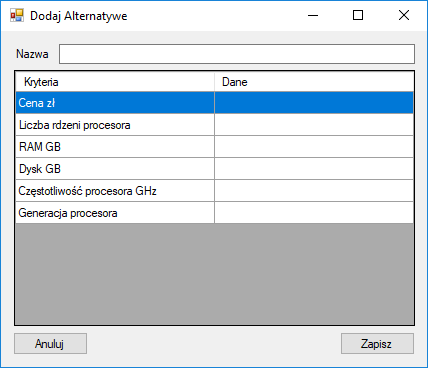 Dodaj Alternatywe
Nazwa
Kryteria Dane
Cena zł
Liczba rdzeni procesora
RAM GB
Dysk GB
Częstotliwość procesora GHz
Generacja procesora
Anuluj Zapisz